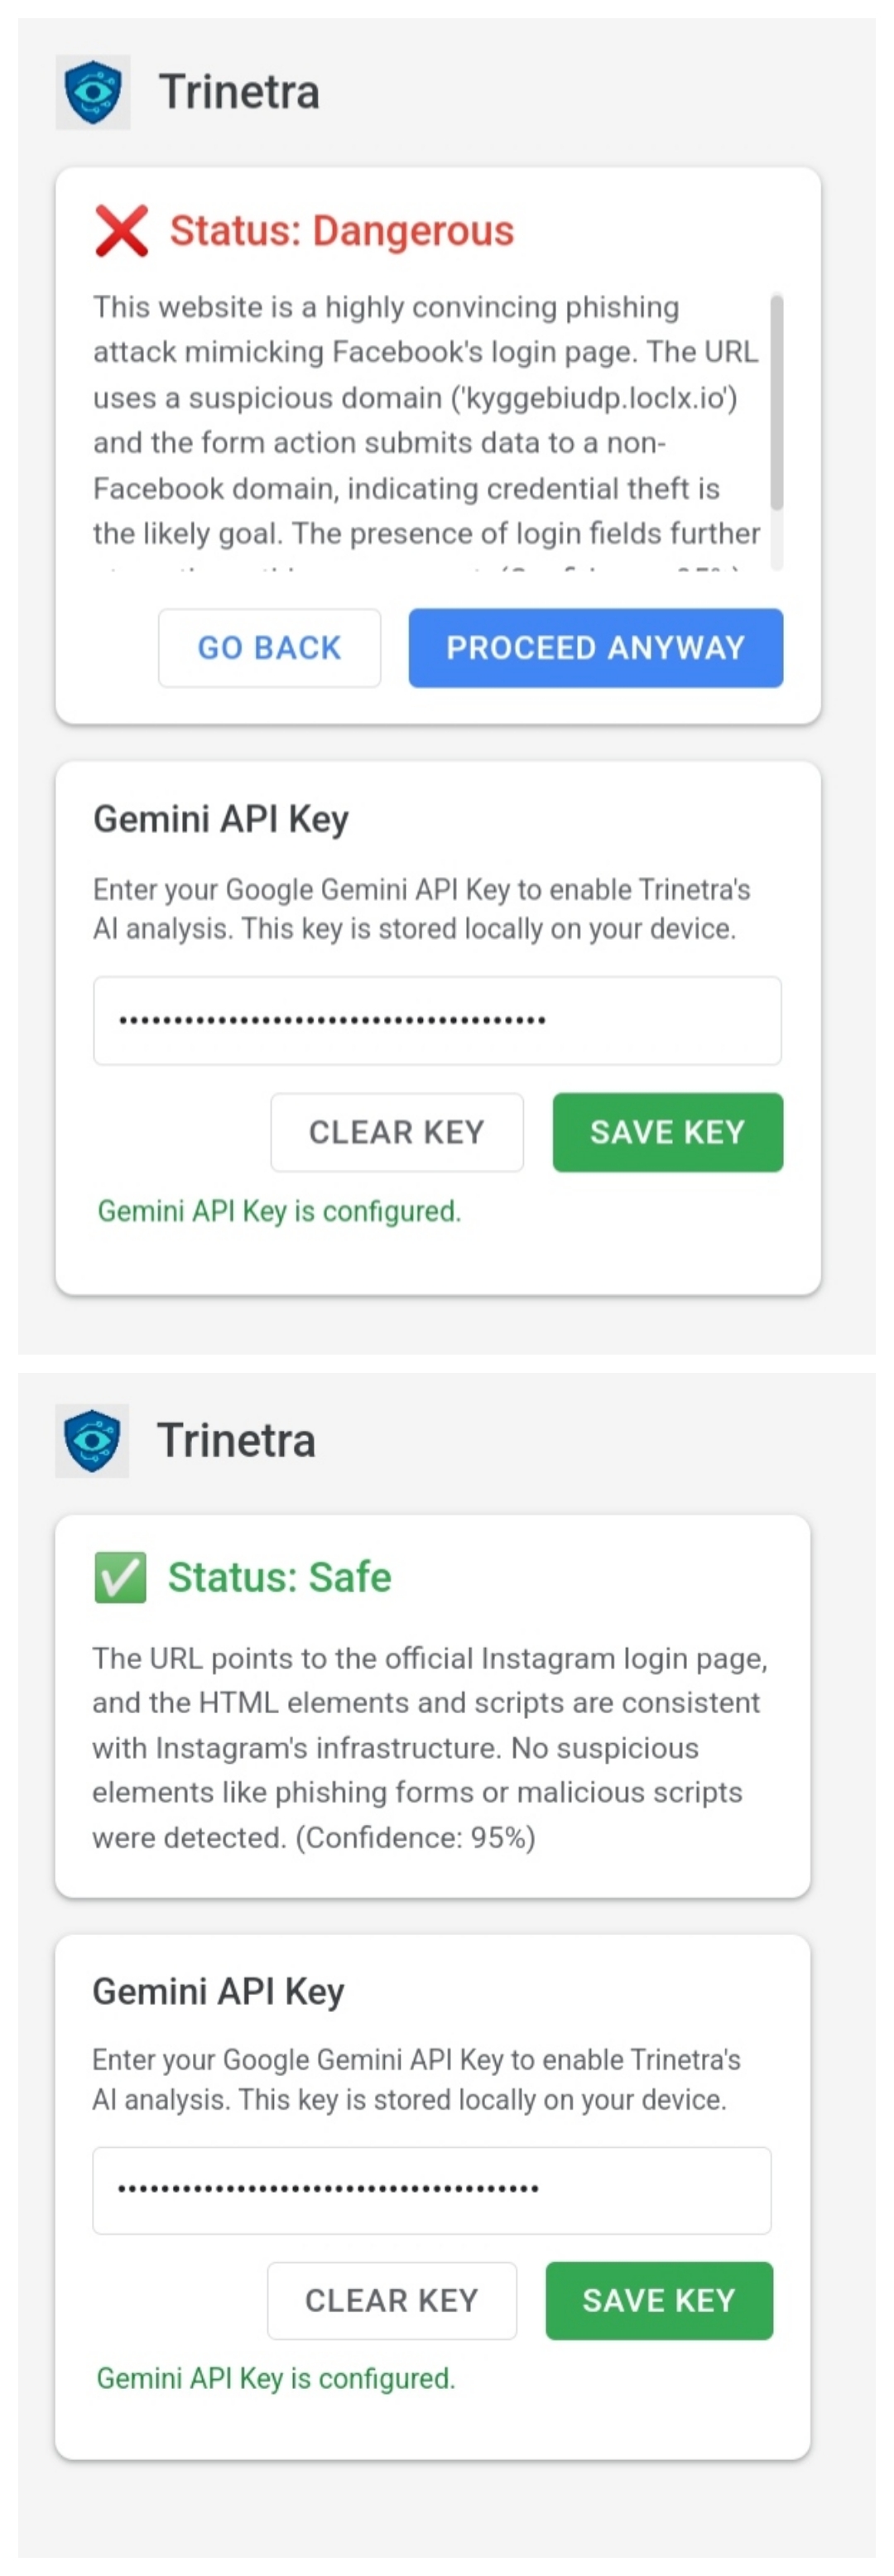 Trinetra
Status: Dangerous
This website is a highly convincing phishing
attack mimicking Facebook's login page. The URL
uses a suspicious domain ('kyggebiudp.loclx.io')
and the form action submits data to a non-
Facebook domain, indicating credential theft is
the likely goal. The presence of login fields further
GO BACK
PROCEED ANYWAY
Gemini API Key
Enter your Google Gemini API Key to enable Trinetra's
AI analysis. This key is stored locally on your device.
CLEAR KEY
SAVE KEY
Gemini API Key is configured.
Trinetra
Status: Safe
The URL points to the official Instagram login page,
and the HTML elements and scripts are consistent
with Instagram's infrastructure. No suspicious
elements like phishing forms or malicious scripts
were detected. (Confidence: 95%)
Gemini API Key
Enter your Google Gemini API Key to enable Trinetra's
AI analysis. This key is stored locally on your device.
CLEAR KEY
SAVE KEY
Gemini API Key is configured.